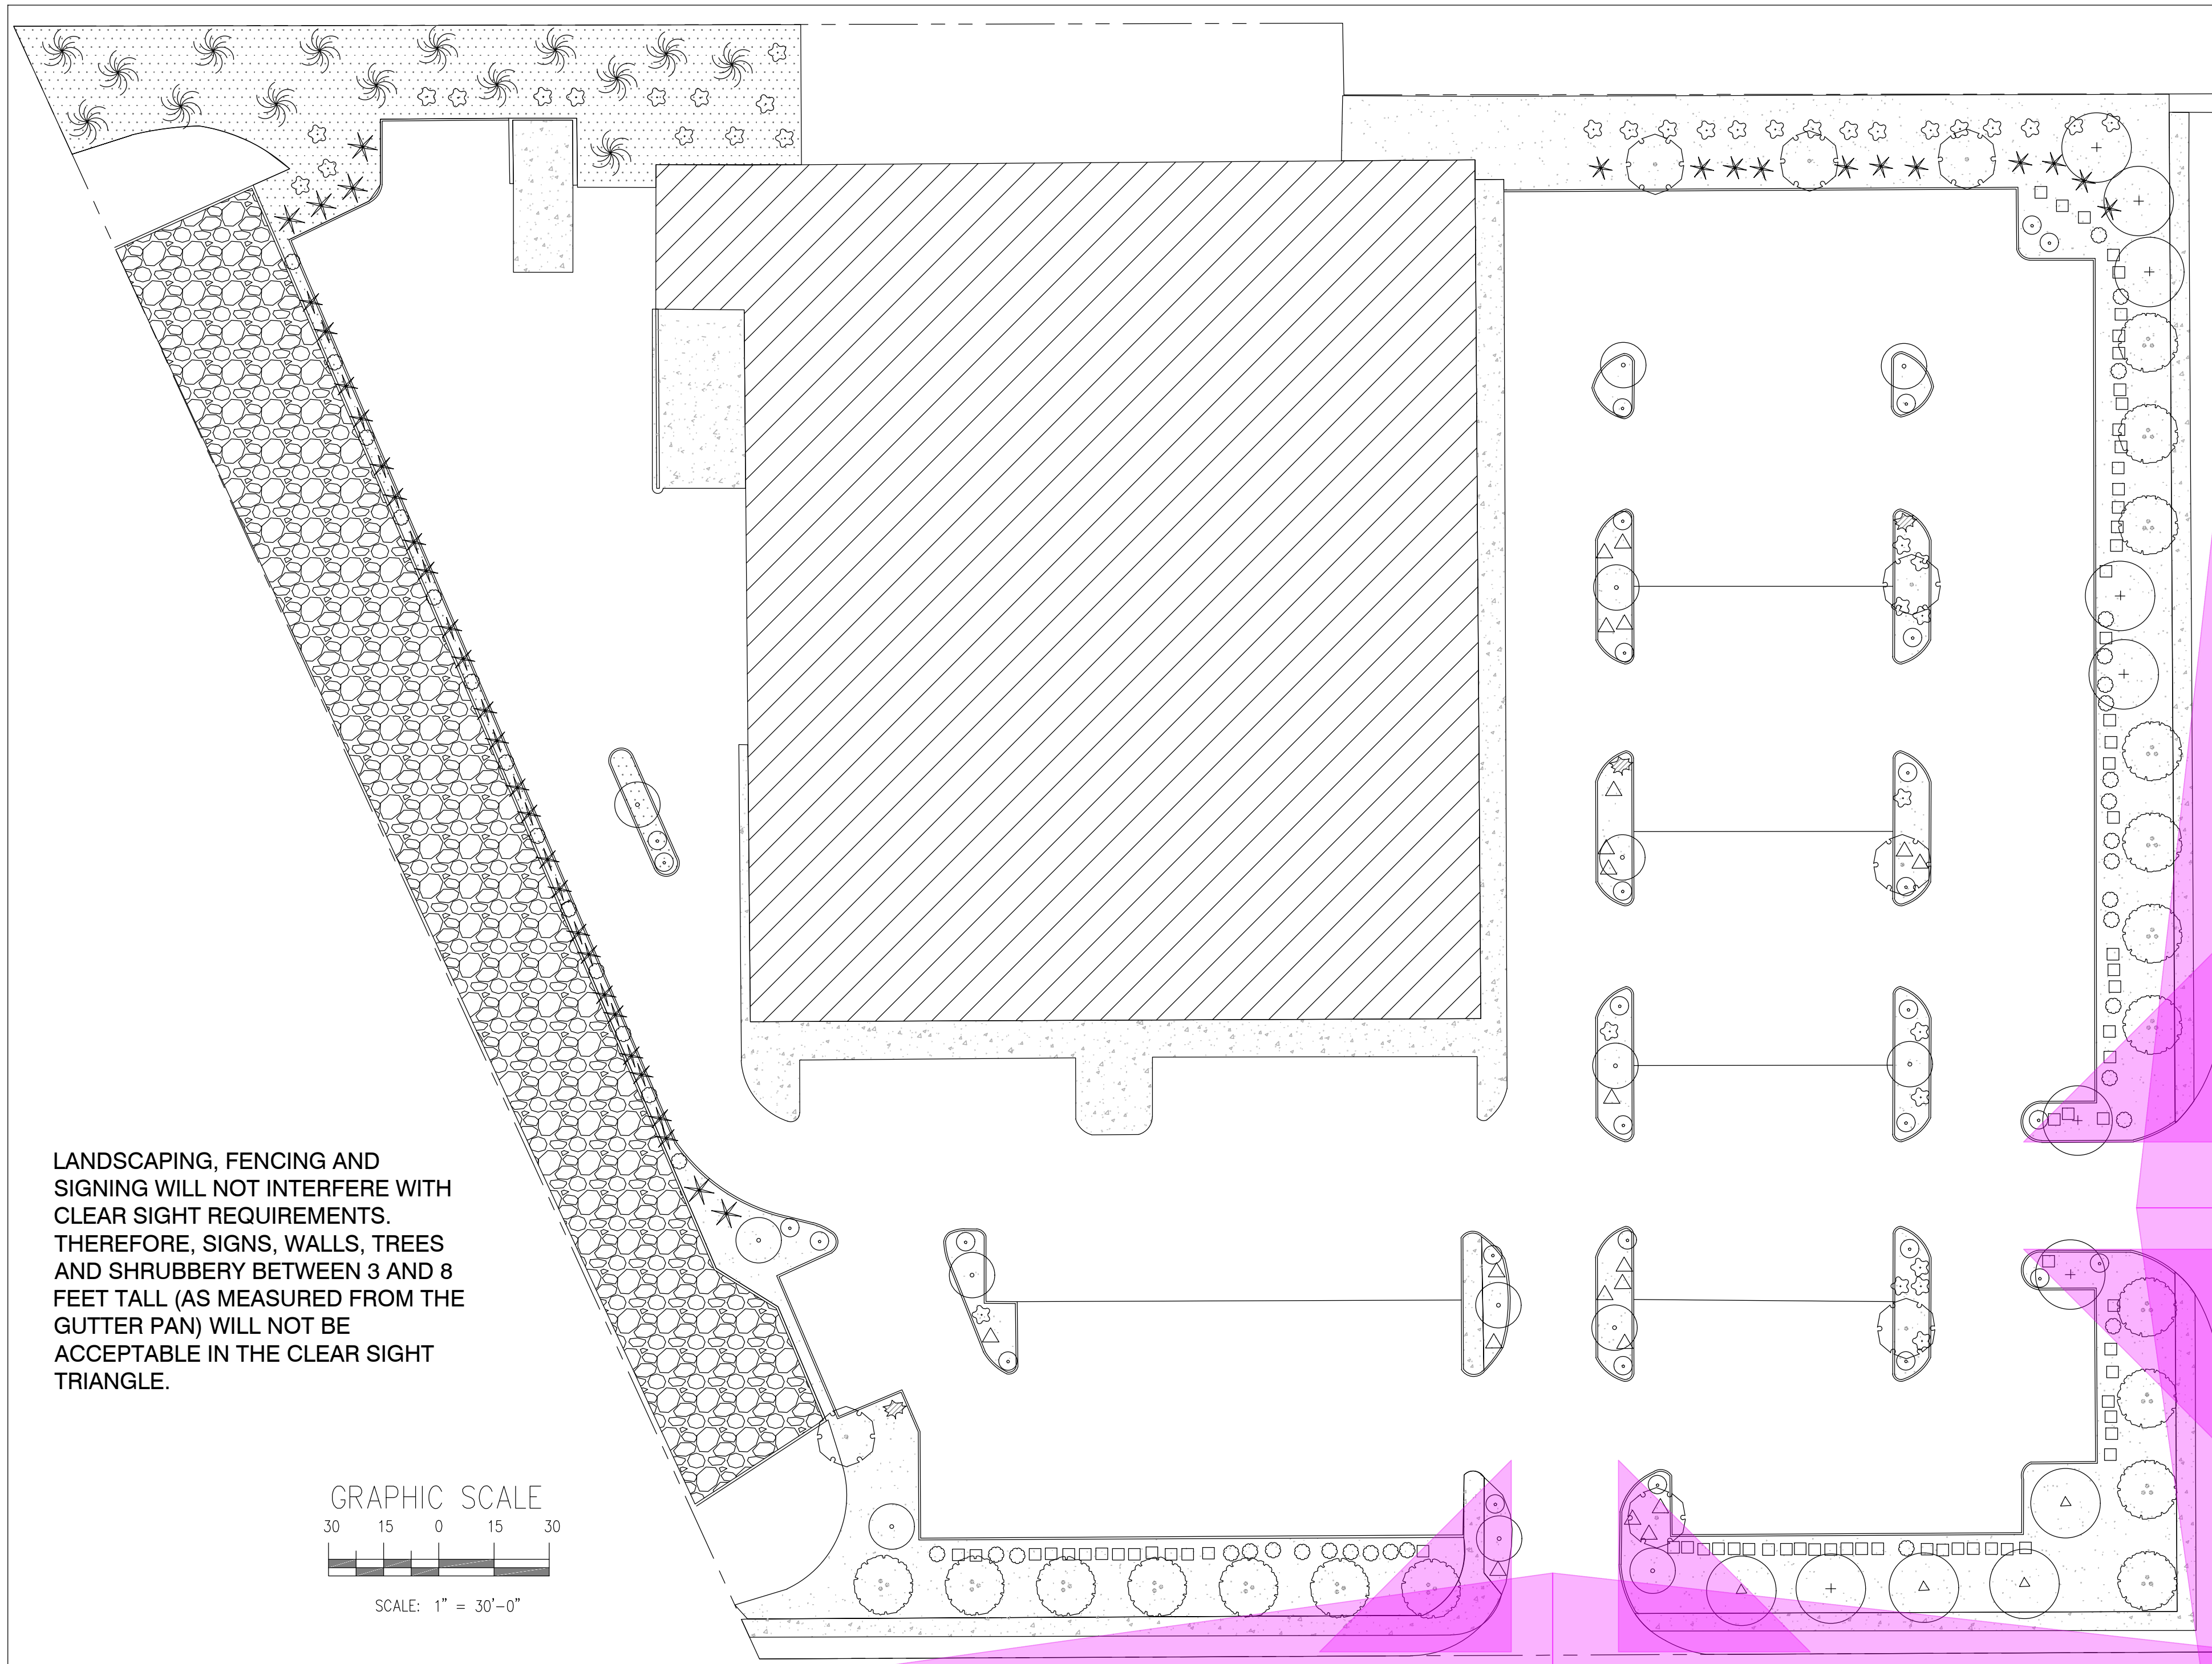 LANDSCAPING, FENCING AND
SIGNING WILL NOT INTERFERE WITH
CLEAR SIGHT REQUIREMENTS.
THEREFORE, SIGNS, WALLS, TREES
AND SHRUBBERY BETWEEN 3 AND 8
FEET TALL (AS MEASURED FROM THE
GUTTER PAN) WILL NOT BE
ACCEPTABLE IN THE CLEAR SIGHT
TRIANGLE.
GRAPHIC SCALE
30 15 0 15 30
SCALE: 1" = 30'-0"